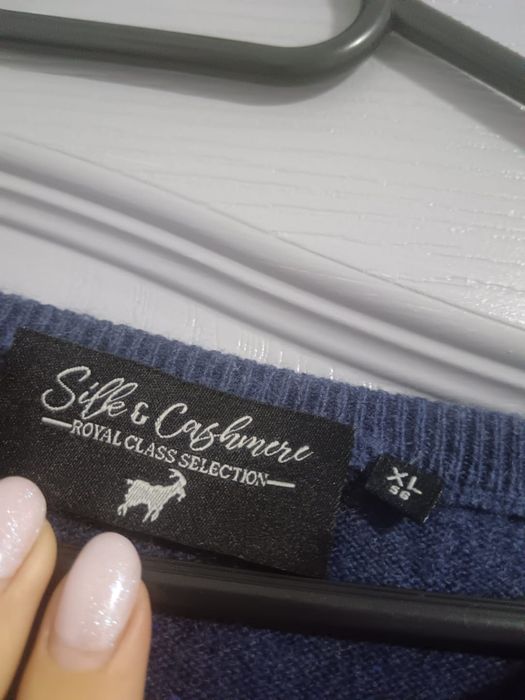 Silk & Cashmere
ROYAL CLASS SELECTION
XL
56